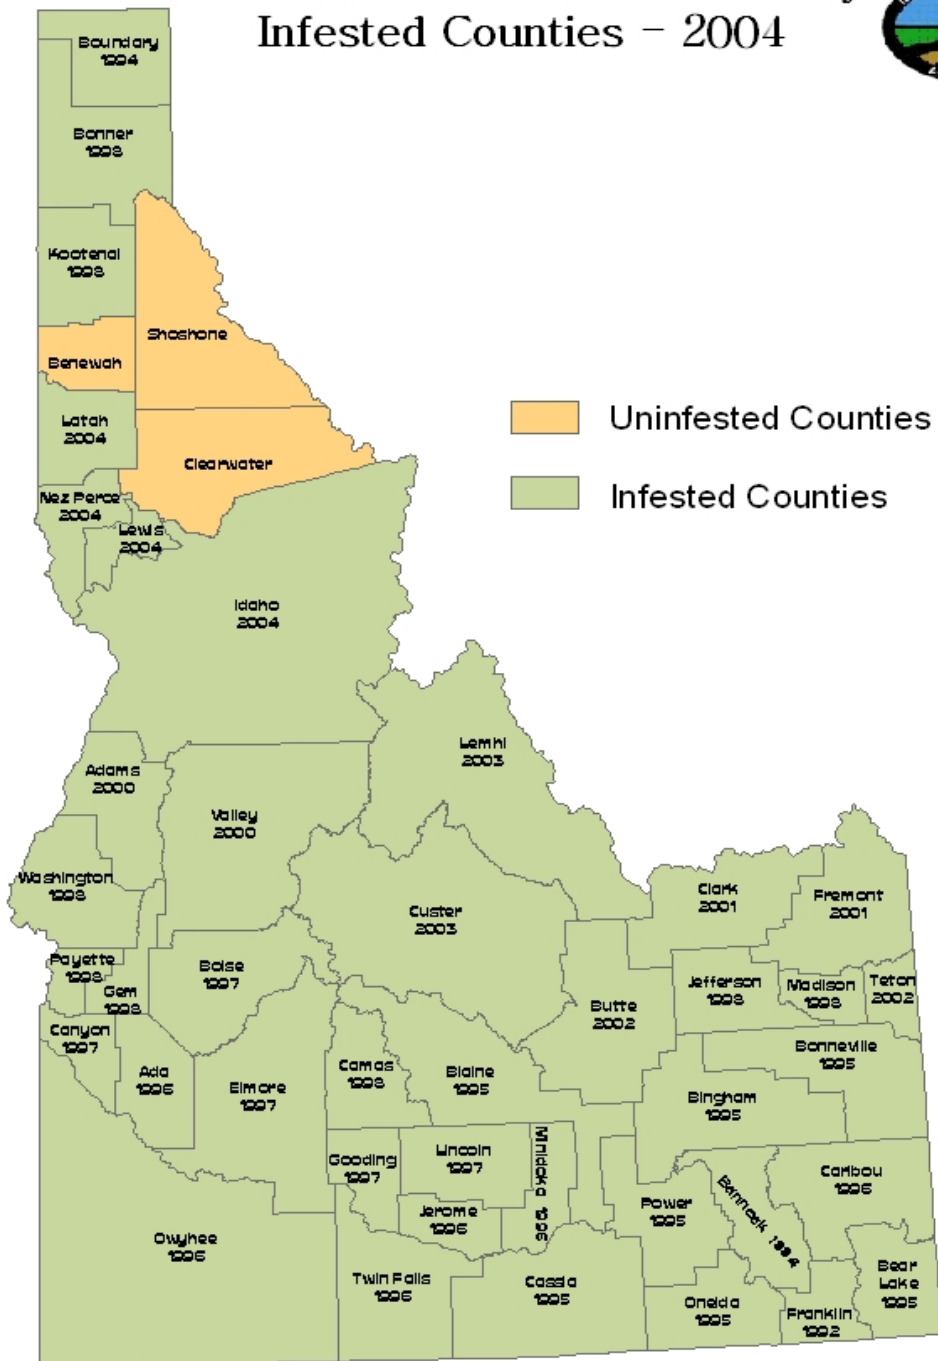 Infested Counties - 2004
Boundary
1994
Bonner
1998
Kootenai
1998
Shoshone
Benewah
Latah
2004
Uninfested Counties
Clearwater
Infested Counties
Nez Perce
2004
Lewis
2004
Idaho
2004
Lemhi
2003
Adams
2000
Valley
2000
Washington
1998
Custer
2003
Clark
2001
Fremont
2001
Payette
1998
Gem
1998
Boise
1997
Butte
2002
Jefferson
1998
Madison
1998
Teton
2002
Canyon
1997
Ada
1996
Elmore
1997
Camas
1998
Blaine
1995
Bonneville
1995
Bingham
1995
Gooding
1997
Lincoln
1997
Minidoka 1996
Jerome
1996
Power
1995
Bannock 1994
Caribou
1996
Owyhee
1996
Twin Falls
1996
Cassia
1995
Oneida
1995
Franklin
1992
Bear
Lake
1995